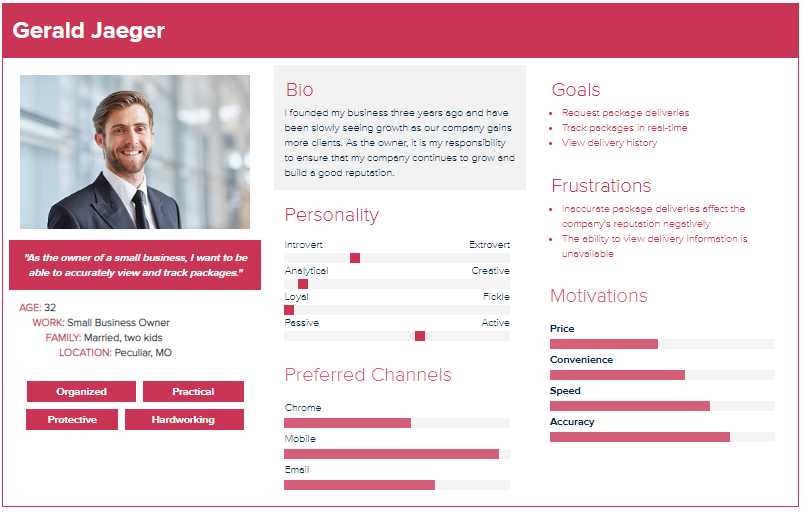 Gerald Jaeger
"As the owner of a small business, I want to be
able to accurately view and track packages."
AGE: 32
WORK: Small Business Owner
FAMILY: Married, two kids
LOCATION: Peculiar, MO
Organized Practical
Protective Hardworking
Bio
I founded my business three years ago and have
been slowly seeing growth as our company gains
more clients. As the owner, it is my responsibility
to ensure that my company continues to grow and
build a good reputation.
Personality
Introvert Extrovert
Analytical Creative
Loyal Fickle
Passive Active
Preferred Channels
Chrome
Mobile
Email
Goals
Request package deliveries
Track packages in real-time
View delivery history
Frustrations
Inaccurate package deliveries affect the
company's reputation negatively
The ability to view delivery information is
unavailable
Motivations
Price
Convenience
Speed
Accuracy